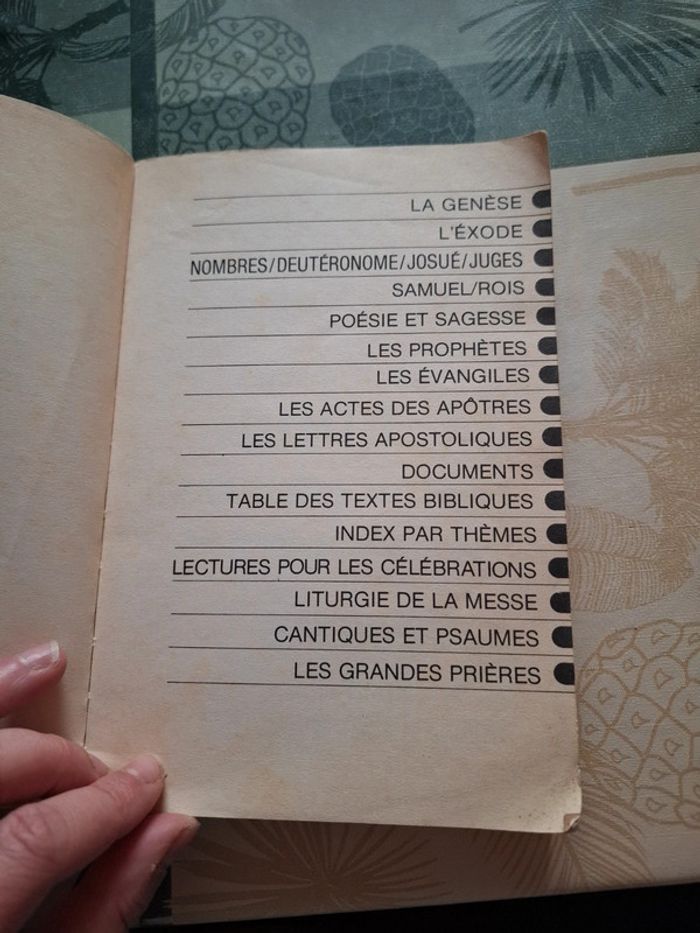 LA GENÈSE
L'ÉXODE
NOMBRES/DEUTÉRONOME/JOSUÉ/JUGES
SAMUEL/ROIS
POÉSIE ET SAGESSE
LES PROPHÈTES
LES ÉVANGILES
LES ACTES DES APÔTRES
LES LETTRES APOSTOLIQUES
DOCUMENTS
TABLE DES TEXTES BIBLIQUES
INDEX PAR THÈMES
LECTURES POUR LES CÉLÉBRATIONS
LITURGIE DE LA MESSE
CANTIQUES ET PSAUMES
LES GRANDES PRIÈRES